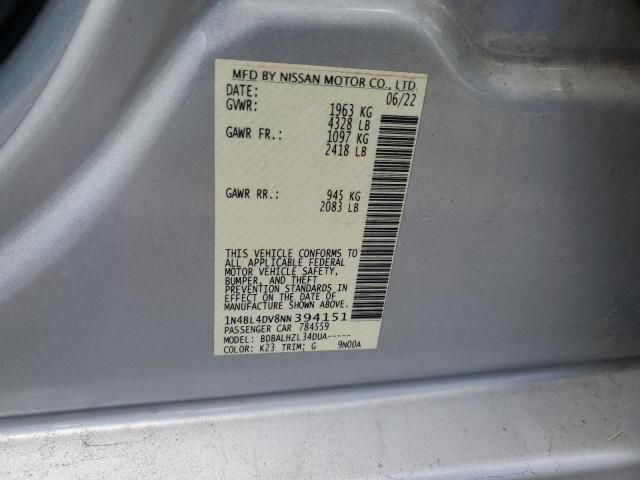 MFD BY NISSAN MOTOR CO., LTD.
DATE: 06/22
GVWR: 1963 KG
4328 LB
GAWR FR.: 1097 KG
2418 LB
GAWR RR.: 945 KG
2083 LB
THIS VEHICLE CONFORMS TO
ALL APPLICABLE FEDERAL
MOTOR VEHICLE SAFETY,
BUMPER, AND THEFT
PREVENTION STANDARDS IN
EFFECT ON THE DATE OF
MANUFACTURE SHOWN ABOVE.
1N4BL4DV8NN394151
PASSENGER CAR 784559
MODEL: BDBALHZL34DUA-----
COLOR: K23 TRIM: G 9N00A